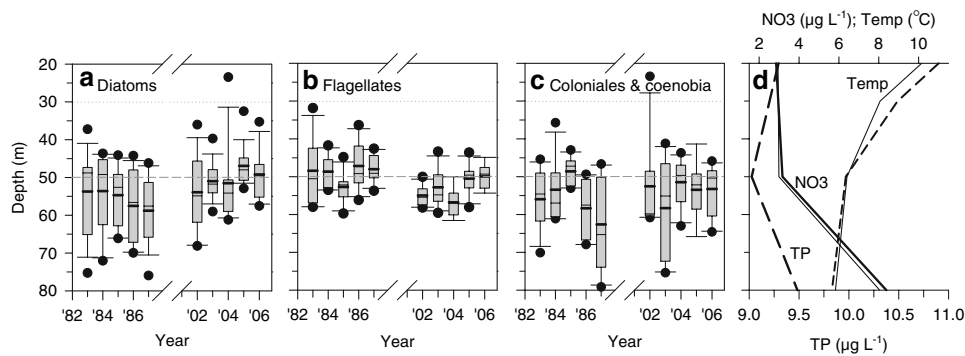 NO3 (µg L-1); Temp (oC)
2 4 6 8 10
20
30
40
50
60
70
80
Depth (m)
a Diatoms
b Flagellates
c Coloniales & coenobia
d
Temp
NO3
TP
'82 '84 '86 '02 '04 '06
'82 '84 '86 '02 '04 '06
'82 '84 '86 '02 '04 '06
9.0 9.5 10.0 10.5 11.0
Year
Year
Year
TP (µg L-1)